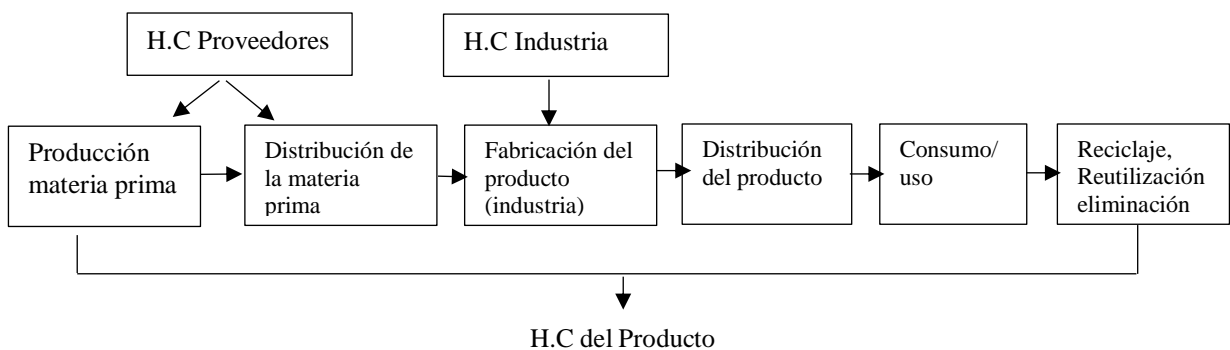 H.C Proveedores
H.C Industria
Producción
materia prima
Distribución de
la materia
prima
Fabricación del
producto
(industria)
Distribución
del producto
Consumo/
uso
Reciclaje,
Reutilización
eliminación
H.C del Producto